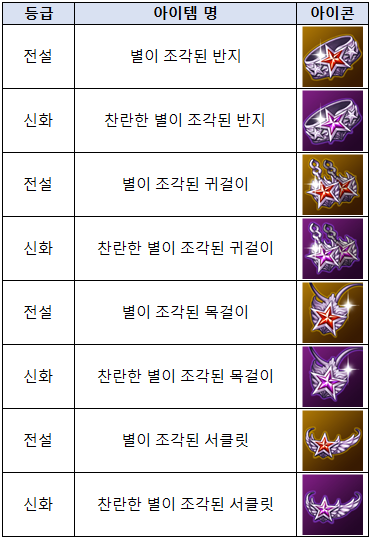 등급 아이템 명 아이콘
전설 별이 조각된 반지
신화 찬란한 별이 조각된 반지
전설 별이 조각된 귀걸이
신화 찬란한 별이 조각된 귀걸이
전설 별이 조각된 목걸이
신화 찬란한 별이 조각된 목걸이
전설 별이 조각된 서클릿
신화 찬란한 별이 조각된 서클릿